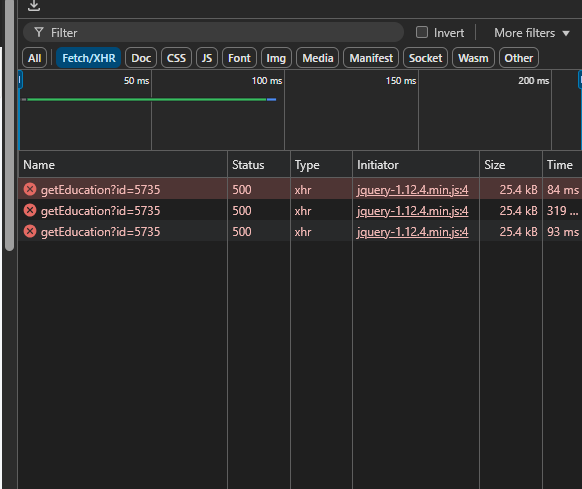 Filter Invert More filters
All Fetch/XHR Doc CSS JS Font Img Media Manifest Socket Wasm Other
50 ms 100 ms 150 ms 200 ms
Name Status Type Initiator Size Time
getEducation?id=5735 500 xhr jquery-1.12.4.min.js:4 25.4 kB 84 ms
getEducation?id=5735 500 xhr jquery-1.12.4.min.js:4 25.4 kB 319 ...
getEducation?id=5735 500 xhr jquery-1.12.4.min.js:4 25.4 kB 93 ms